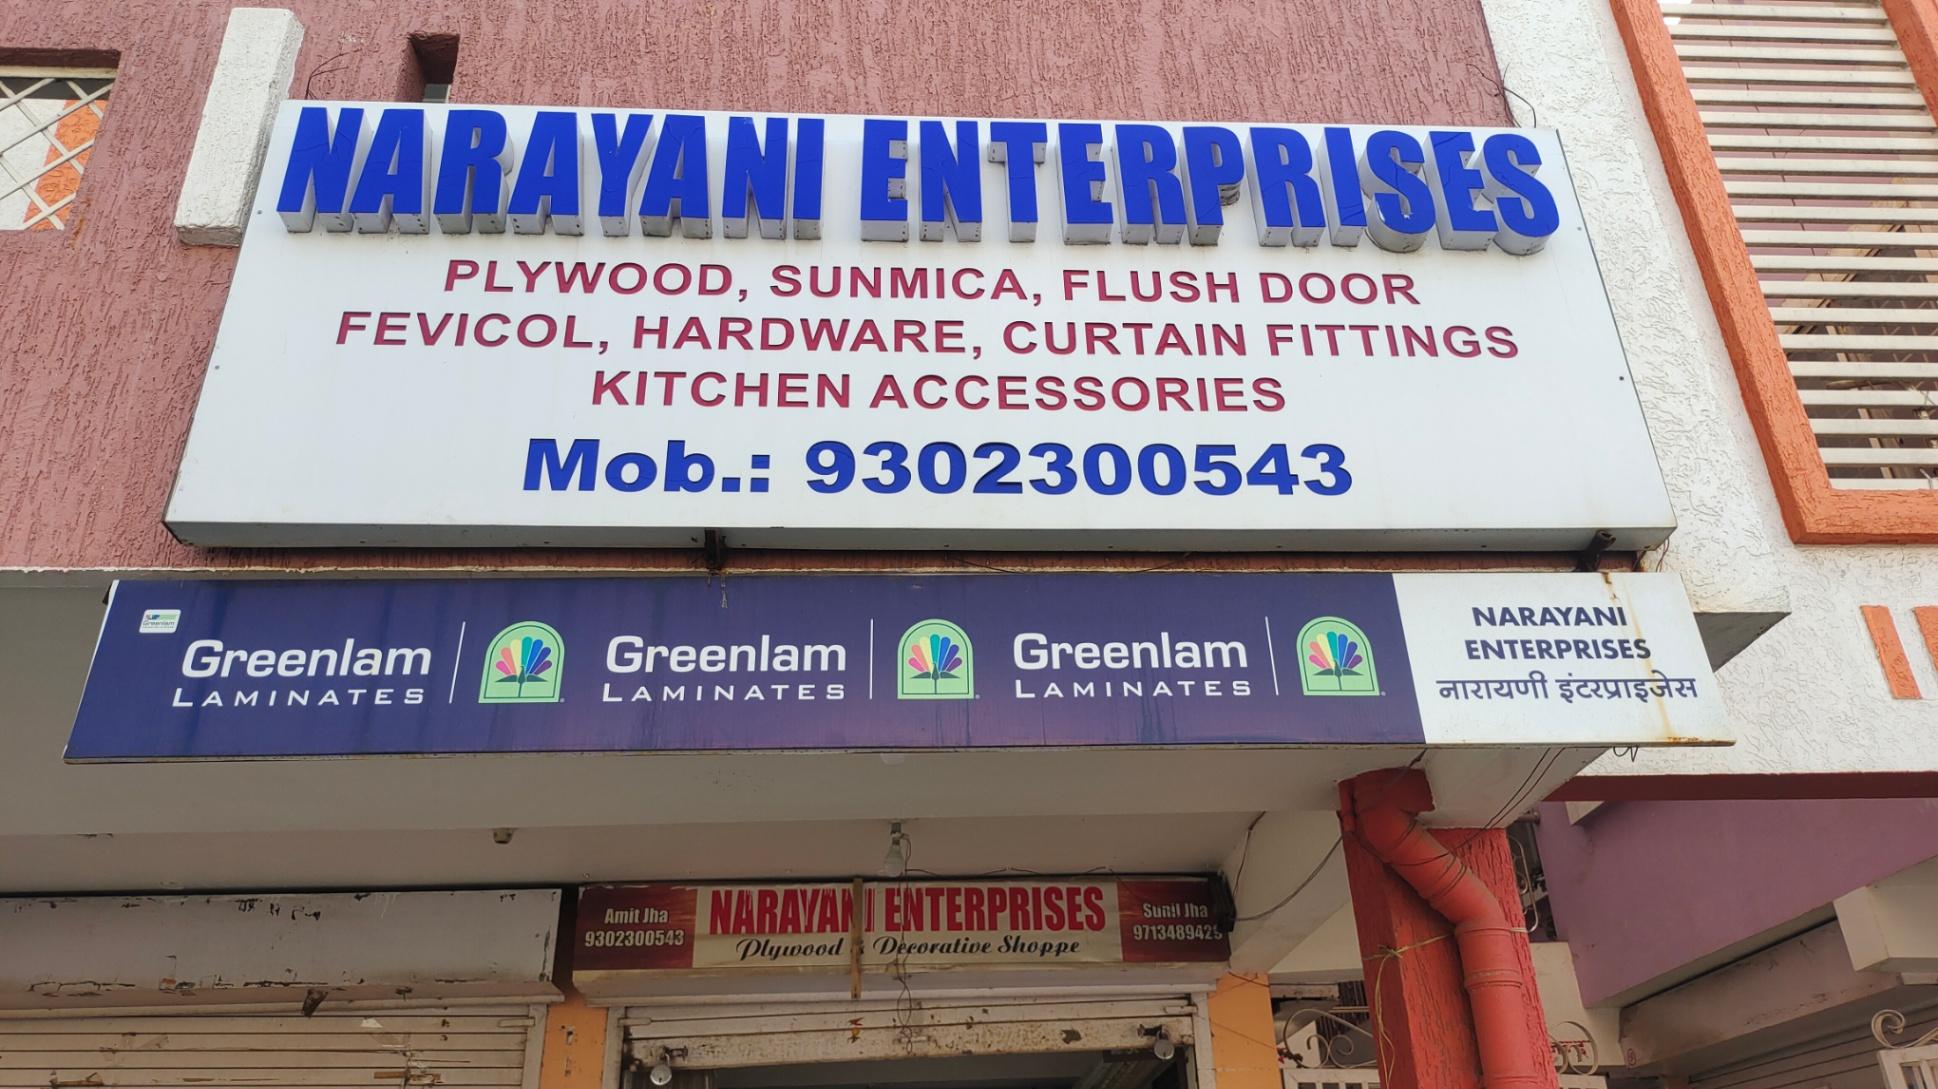 NARAYANI ENTERPRISES
PLYWOOD, SUNMICA, FLUSH DOOR
FEVICOL, HARDWARE, CURTAIN FITTINGS
KITCHEN ACCESSORIES
Mob.: 9302300543
Greenlam
Greenlam
LAMINATES
Greenlam
LAMINATES
Greenlam
LAMINATES
NARAYANI
ENTERPRISES
नारायणी इंटरप्राइजेस
Amit Jha
9302300543
NARAYANI ENTERPRISES
Plywood & Decorative Shoppe
Sunil Jha